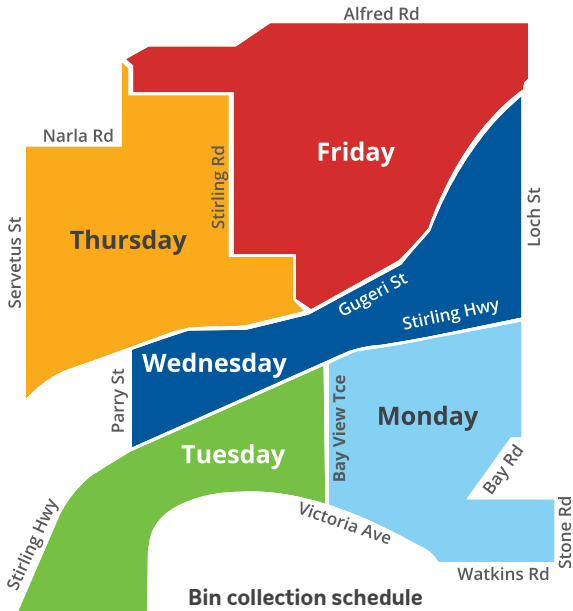 Alfred Rd
Narla Rd
Friday
Stirling Rd
Thursday
Servetus St
Loch St
Gugeri St
Stirling Hwy
Wednesday
Parry St
Bay View Tce
Monday
Tuesday
Bay Rd
Stirling Hwy
Victoria Ave
Stone Rd
Watkins Rd
Bin collection schedule